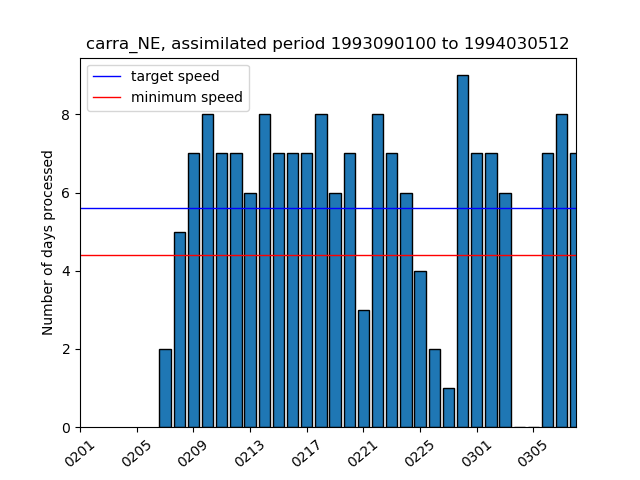 carra_NE, assimilated period 1993090100 to 1994030512
target speed
minimum speed
Number of days processed
8
6
4
2
0
0201 0205 0209 0213 0217 0221 0225 0301 0305